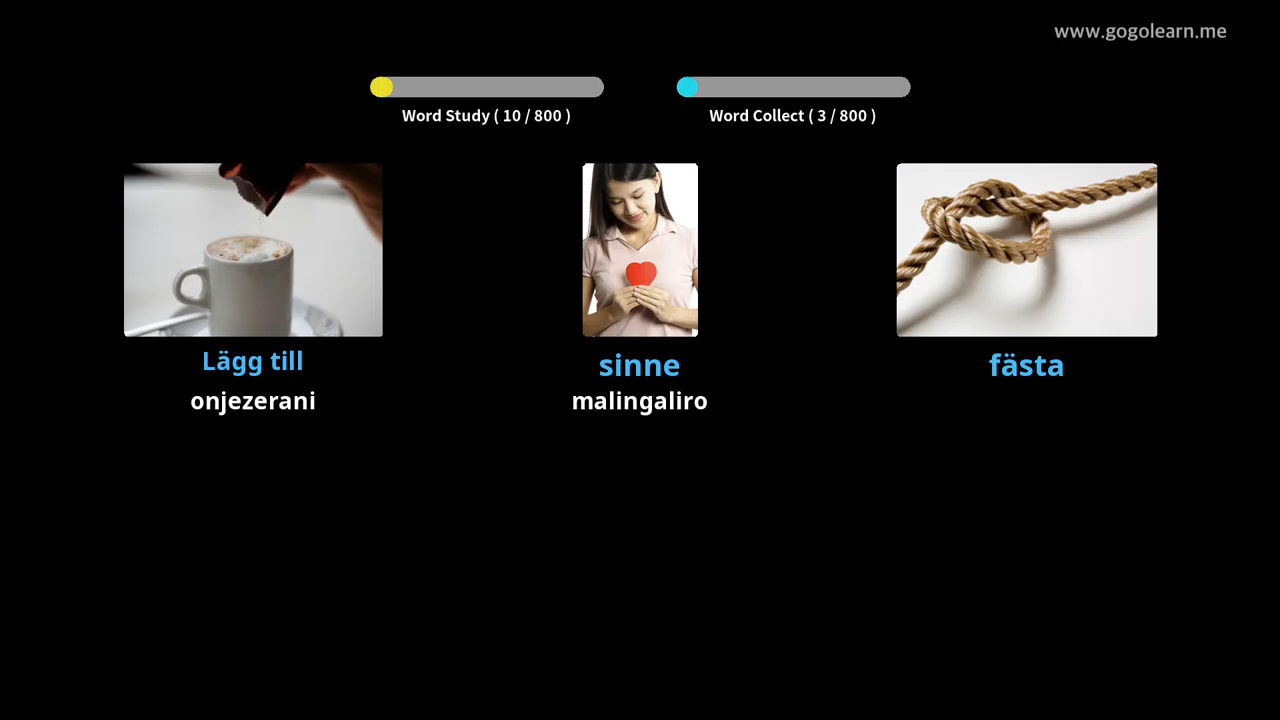 www.gogolearn.me
Word Study ( 10 / 800 )
Word Collect ( 3 / 800 )
Lägg till
onjezerani
sinne
malingaliro
fästa